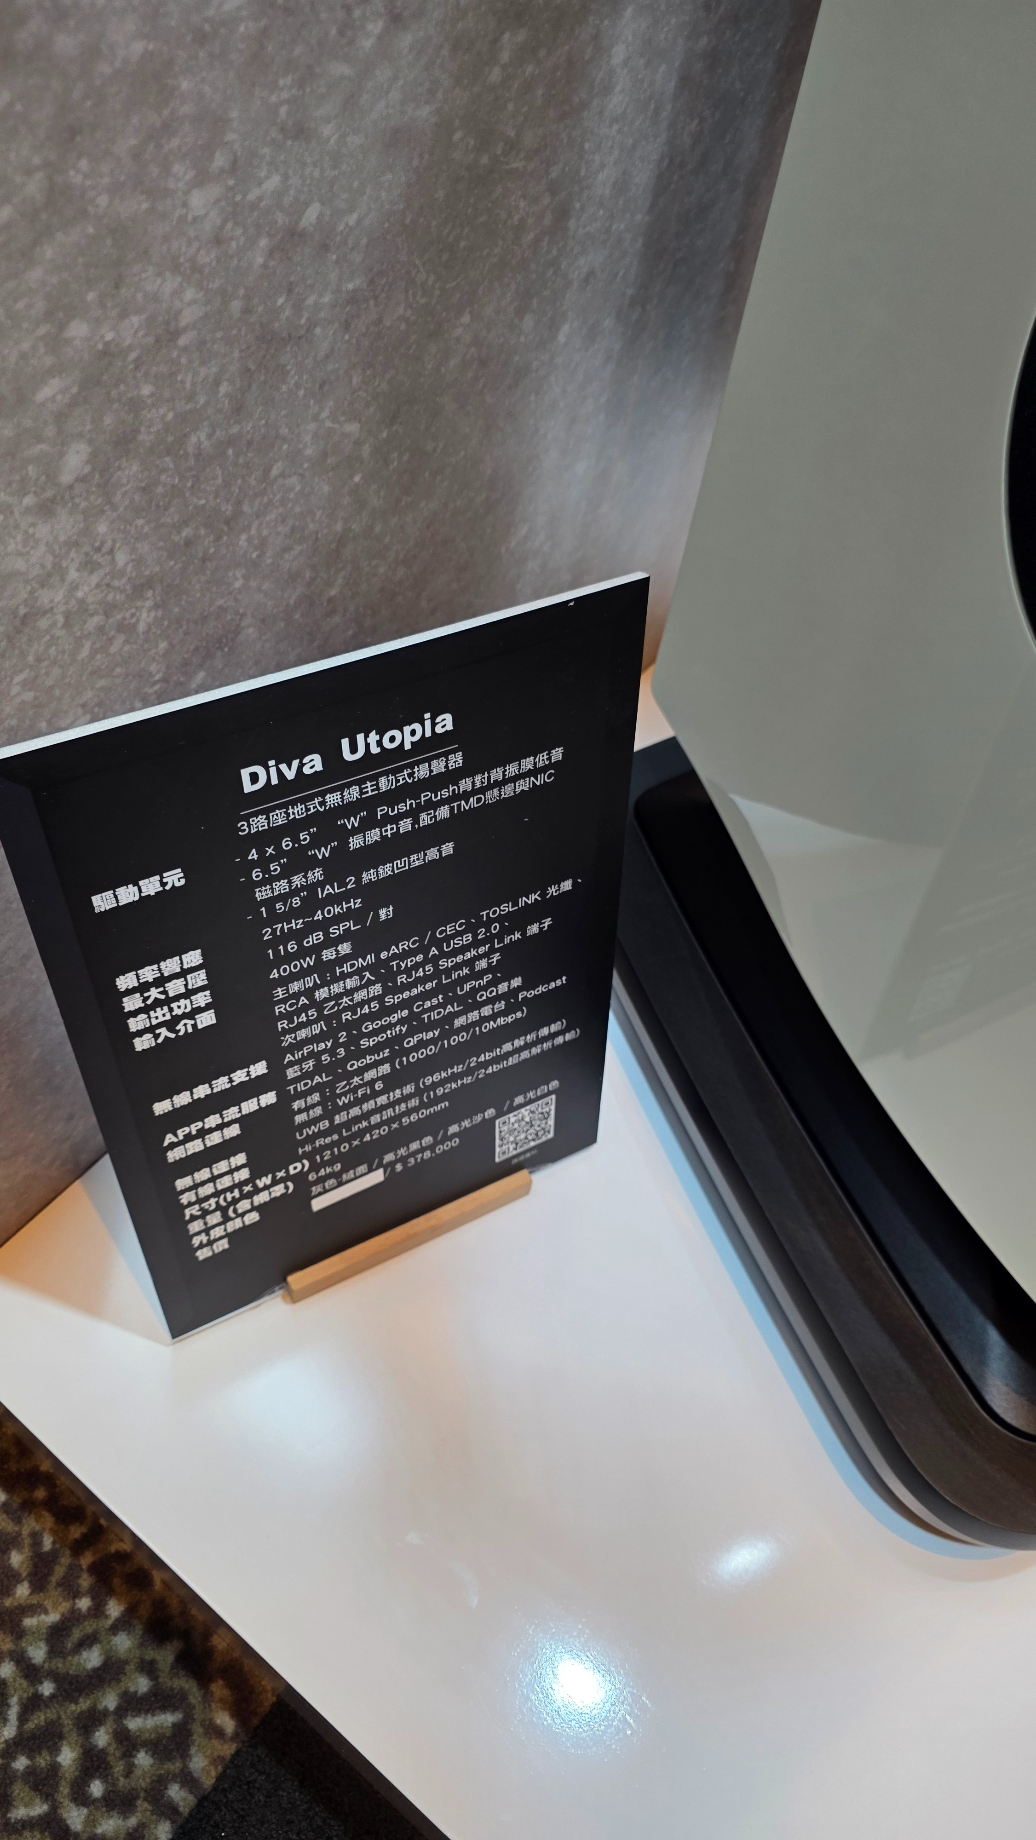 Diva Utopia
3路座地式無線主動式揚聲器
驅動單元
- 4 x 6.5” “W” Push-Push背對背振膜低音
- 6.5” “W” 振膜中音,配備TMD懸邊與NIC
磁路系統
- 1 5/8” IAL2 純鈹凹型高音
頻率響應 27Hz~40kHz
最大音壓 116 dB SPL / 對
輸出功率 400W 每隻
輸入介面 主喇叭：HDMI eARC / CEC、TOSLINK 光纖、
RCA 模擬輸入、Type A USB 2.0、
RJ45 乙太網路、RJ45 Speaker Link 端子
次喇叭：RJ45 Speaker Link 端子
無線串流支援 AirPlay 2、Google Cast、UPnP、
藍牙 5.3、Spotify、TIDAL、QQ音樂
APP串流服務 TIDAL、Qobuz、QPlay、網路電台、Podcast
網路連線 有線：乙太網路 (1000/100/10Mbps)
無線：Wi-Fi 6
無線連接 UWB 超高頻寬技術 (96kHz/24bit高解析傳輸)
有線連接 Hi-Res Link音訊技術 (192kHz/24bit超高解析傳輸)
尺寸(H×W×D) 1210×420×560mm
重量 (含網罩) 64kg
外皮顏色 灰色-絨面 / 高光黑色 / 高光沙色 / 高光白色
售價 / $ 378,000